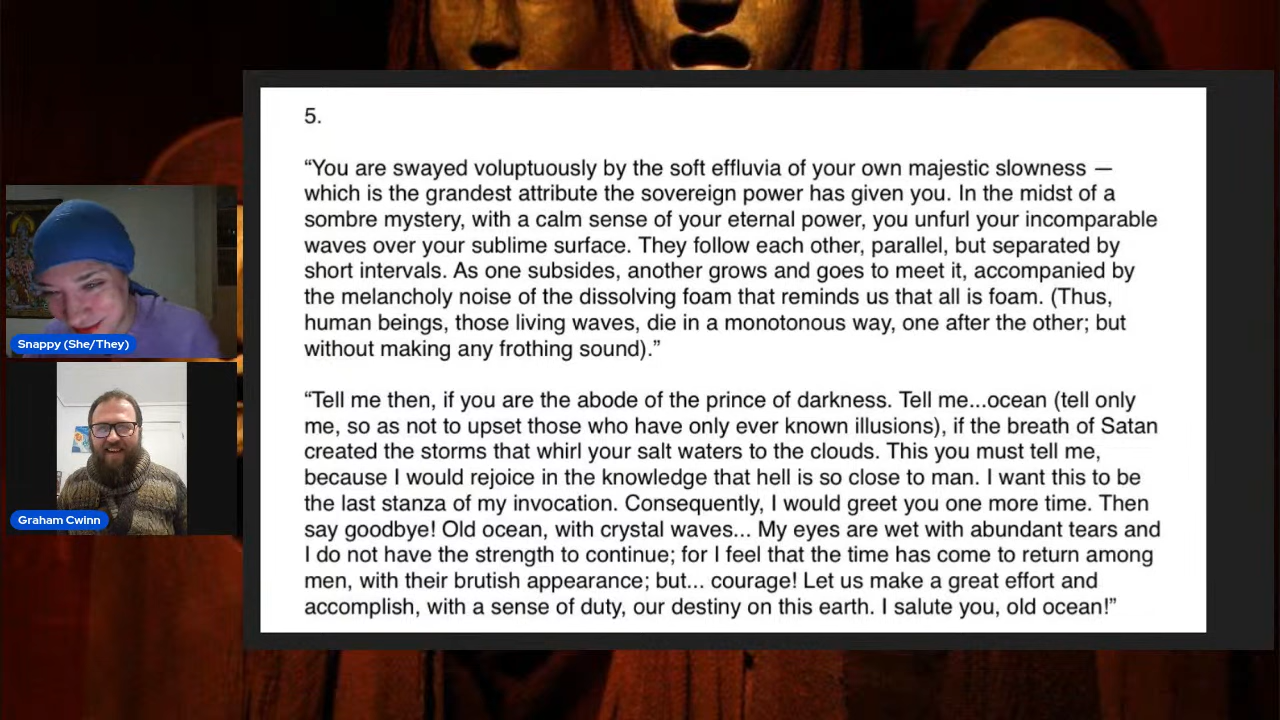 5.
“You are swayed voluptuously by the soft effluvia of your own majestic slowness —
which is the grandest attribute the sovereign power has given you. In the midst of a
sombre mystery, with a calm sense of your eternal power, you unfurl your incomparable
waves over your sublime surface. They follow each other, parallel, but separated by
short intervals. As one subsides, another grows and goes to meet it, accompanied by
the melancholy noise of the dissolving foam that reminds us that all is foam. (Thus,
human beings, those living waves, die in a monotonous way, one after the other; but
without making any frothing sound).”
“Tell me then, if you are the abode of the prince of darkness. Tell me...ocean (tell only
me, so as not to upset those who have only ever known illusions), if the breath of Satan
created the storms that whirl your salt waters to the clouds. This you must tell me,
because I would rejoice in the knowledge that hell is so close to man. I want this to be
the last stanza of my invocation. Consequently, I would greet you one more time. Then
say goodbye! Old ocean, with crystal waves... My eyes are wet with abundant tears and
I do not have the strength to continue; for I feel that the time has come to return among
men, with their brutish appearance; but... courage! Let us make a great effort and
accomplish, with a sense of duty, our destiny on this earth. I salute you, old ocean!”
Snappy (She/They)
Graham Cwinn